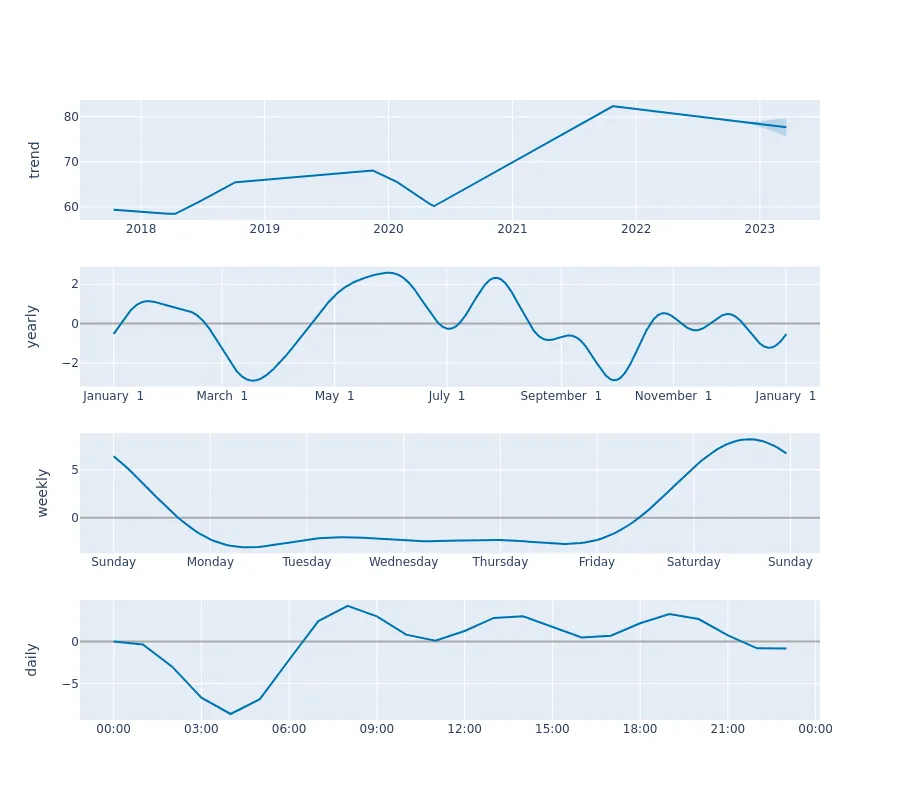 trend
80
70
60
2018 2019 2020 2021 2022 2023
yearly
2
0
−2
January 1 March 1 May 1 July 1 September 1 November 1 January 1
weekly
5
0
Sunday Monday Tuesday Wednesday Thursday Friday Saturday Sunday
daily
0
−5
00:00 03:00 06:00 09:00 12:00 15:00 18:00 21:00 00:00